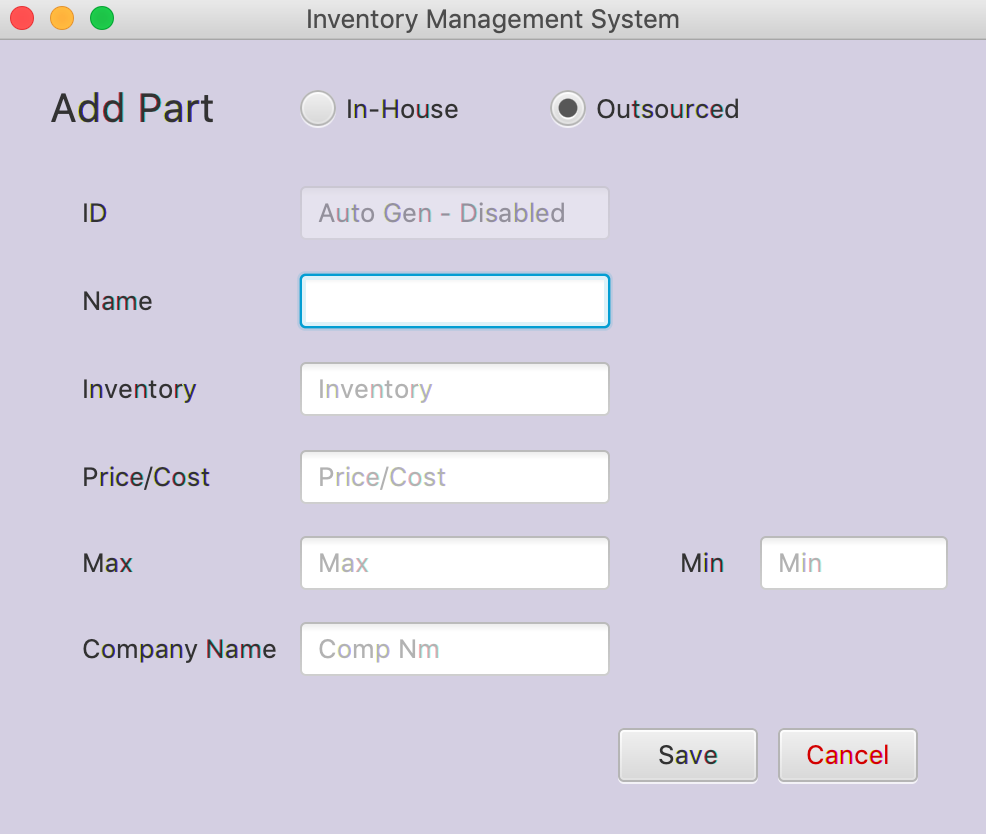 Inventory Management System
Add Part In-House Outsourced
ID Auto Gen - Disabled
Name
Inventory Inventory
Price/Cost Price/Cost
Max Max Min Min
Company Name Comp Nm
Save Cancel